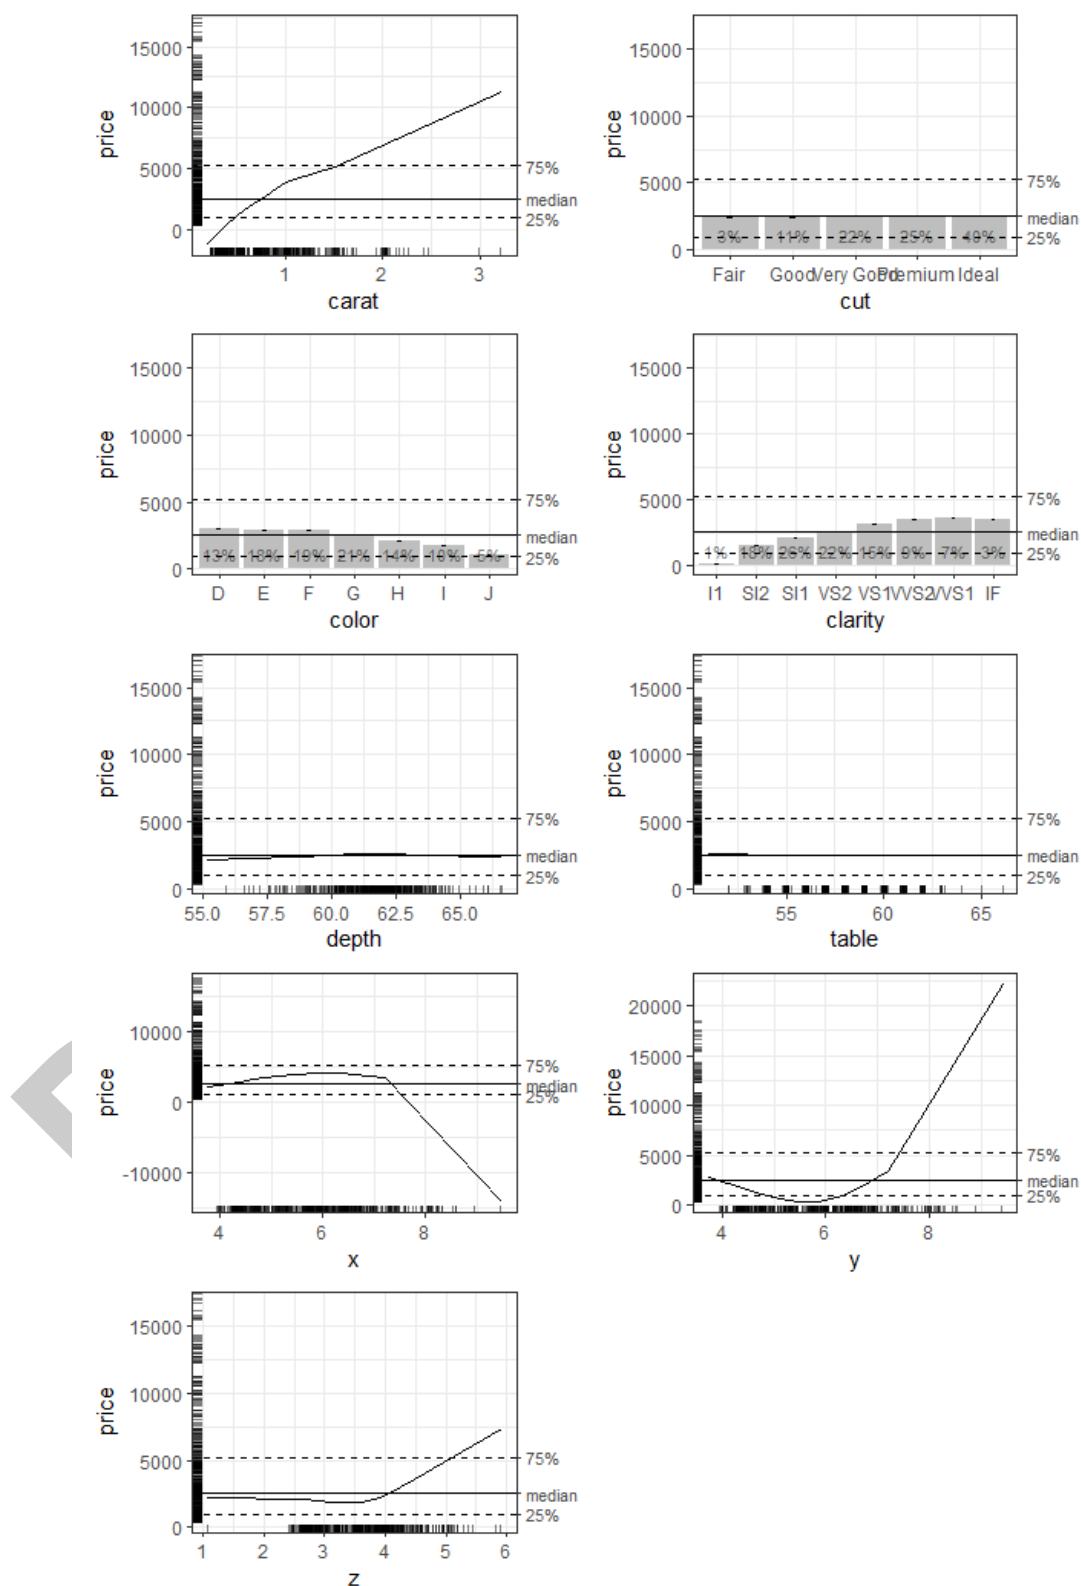 15000
10000
5000
0
price
75%
median
25%
1 2 3
carat
15000
10000
5000
0
price
75%
median
25%
3% 11% 22% 25% 40%
Fair Good Very Good Premium Ideal
cut
15000
10000
5000
0
price
75%
median
25%
13% 18% 19% 21% 14% 10% 5%
D E F G H I J
color
15000
10000
5000
0
price
75%
median
25%
1% 18% 26% 22% 15% 9% 7% 3%
I1 SI2 SI1 VS2 VS1 VVS2 VVS1 IF
clarity
15000
10000
5000
0
price
75%
median
25%
55.0 57.5 60.0 62.5 65.0
depth
15000
10000
5000
0
price
75%
median
25%
55 60 65
table
10000
0
-10000
price
75%
median
25%
4 6 8
x
20000
15000
10000
5000
0
price
75%
median
25%
4 6 8
y
15000
10000
5000
0
price
75%
median
25%
1 2 3 4 5 6
z